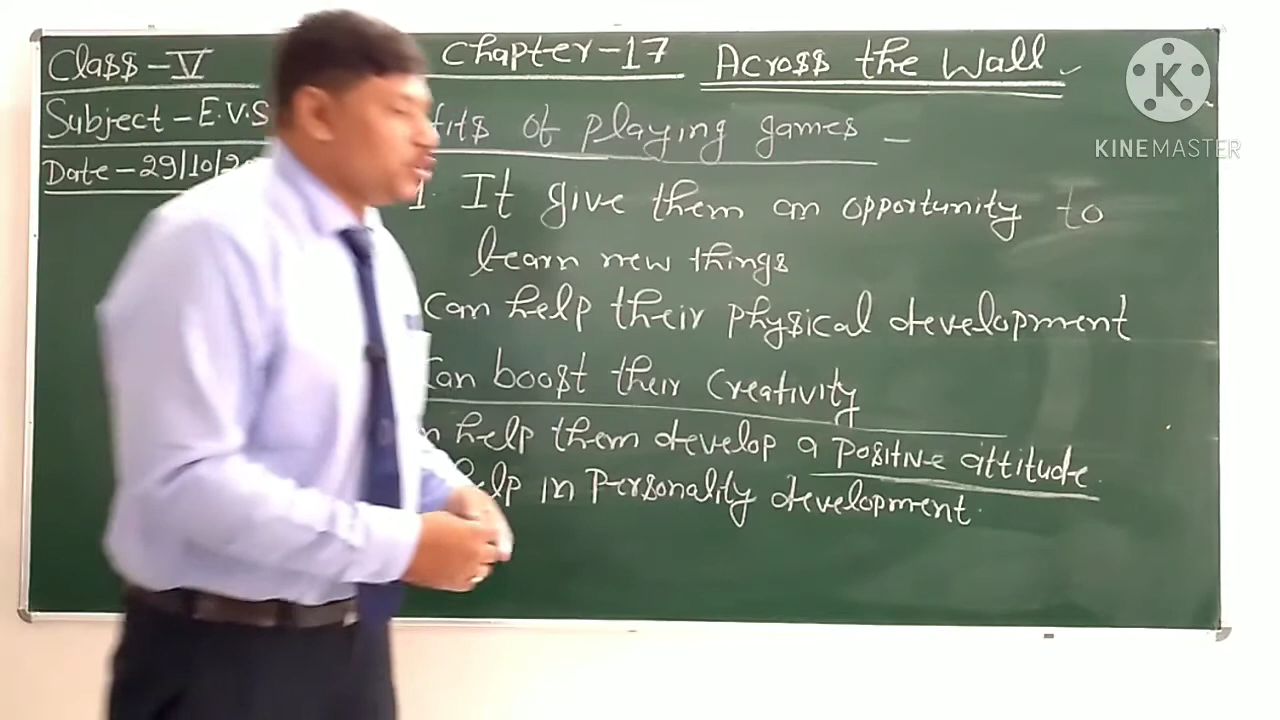 Class - V
Chapter - 17 Across the Wall
Subject - E.V.S
Date - 29/10/20
fits of playing games -
1. It give them an opportunity to
learn new things
can help their physical development
can boost their Creativity
help them develop a positive attitude.
help in Personality development.
K
KINEMASTER